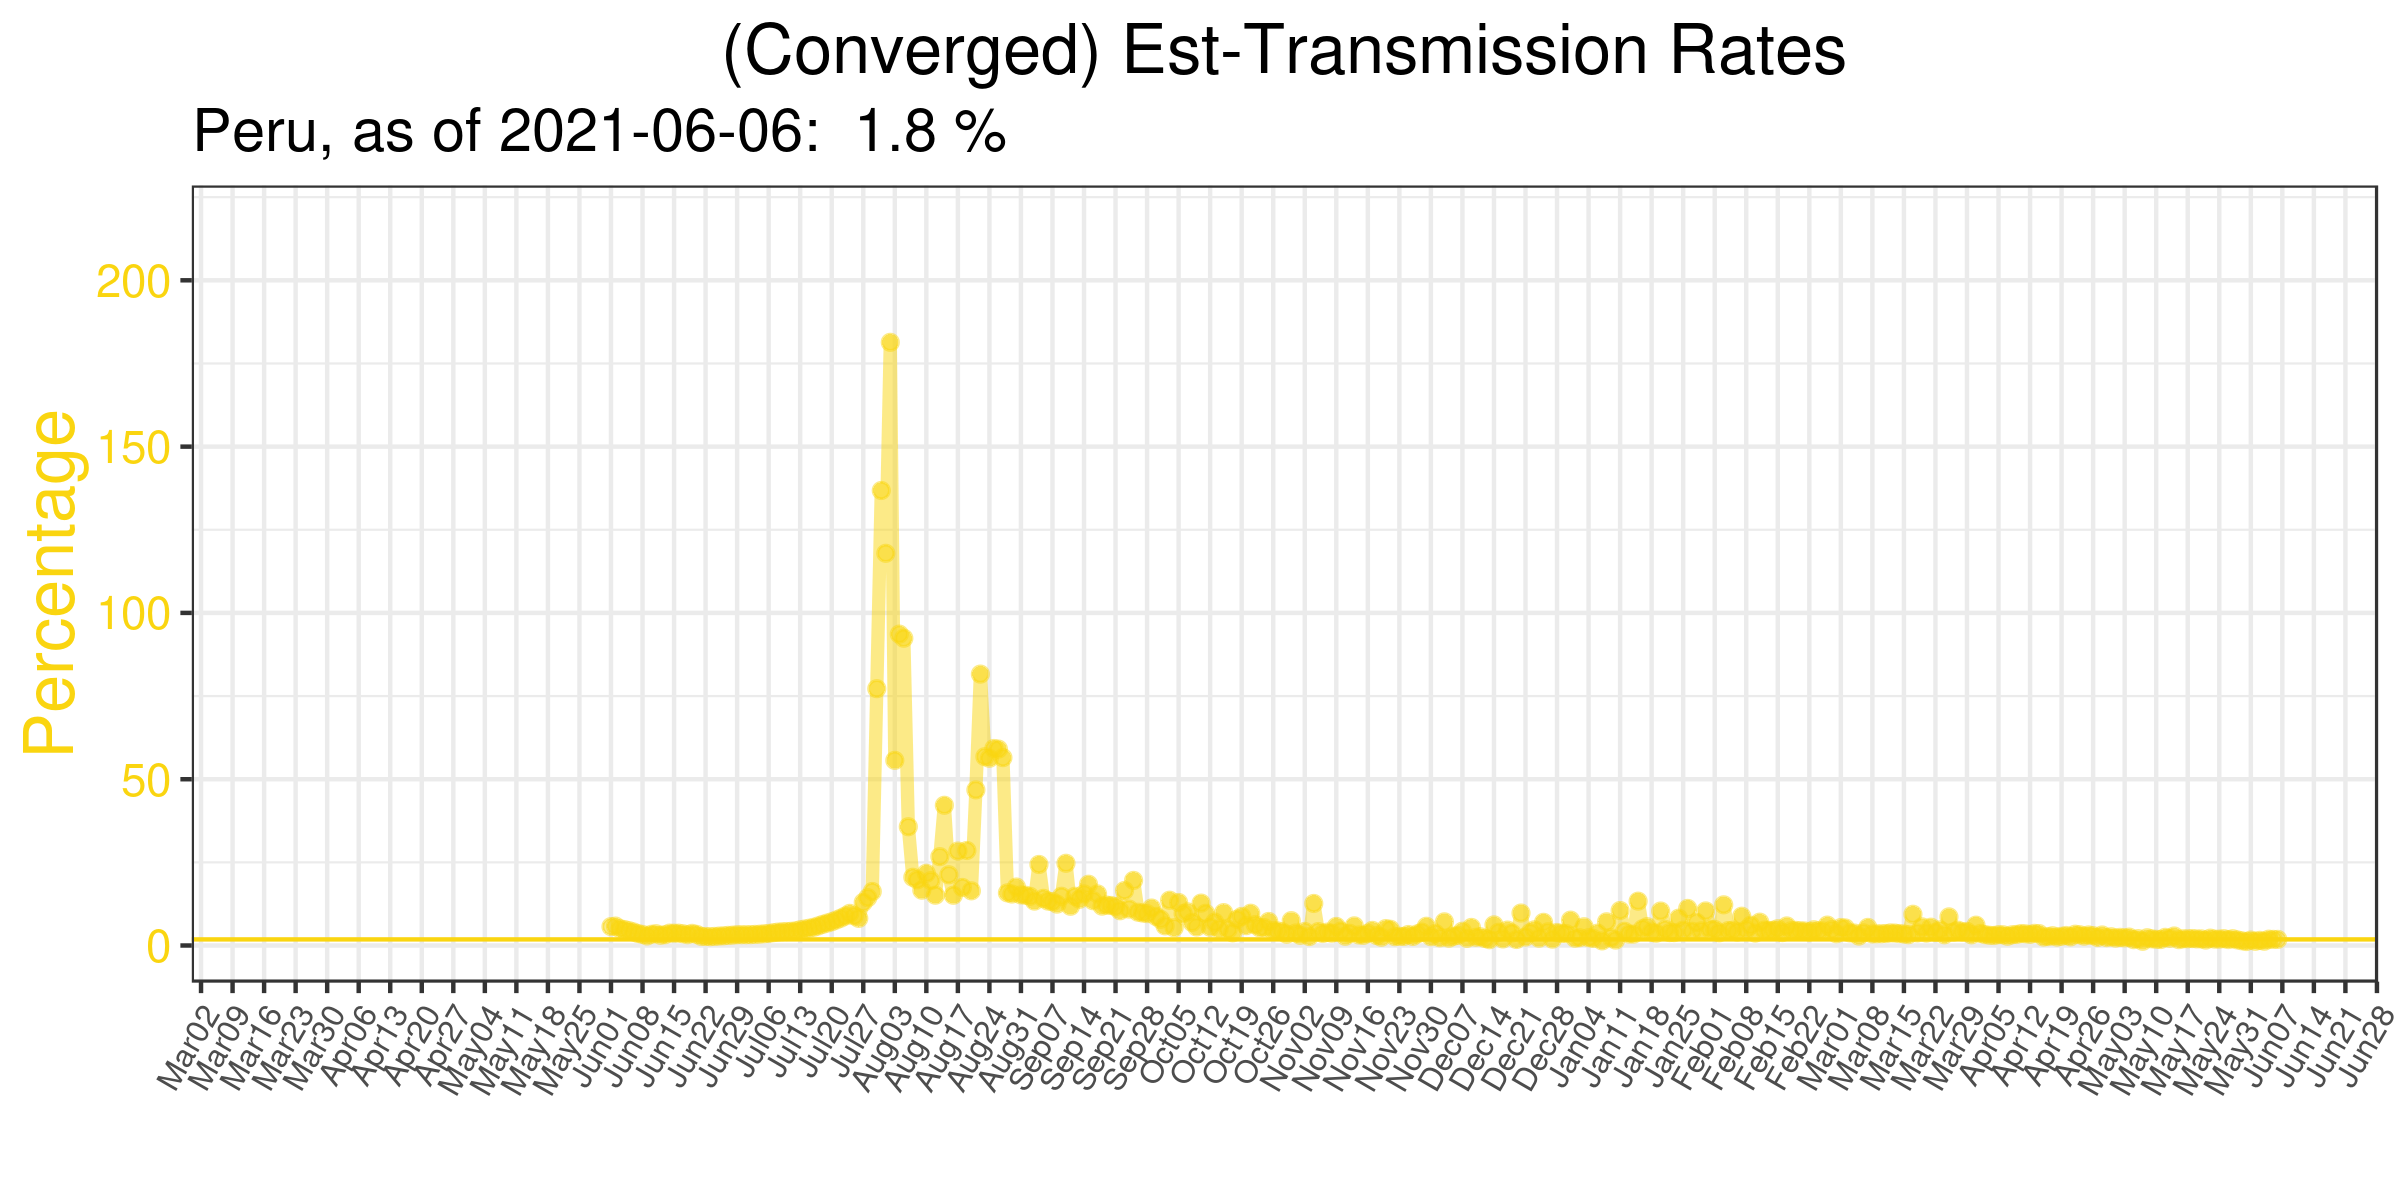 (Converged) Est-Transmission Rates
Peru, as of 2021-06-06:  1.8 %
Percentage
200
150
100
50
0
Mar02
Mar09
Mar16
Mar23
Mar30
Apr06
Apr13
Apr20
Apr27
May04
May11
May18
May25
Jun01
Jun08
Jun15
Jun22
Jun29
Jul06
Jul13
Jul20
Jul27
Aug03
Aug10
Aug17
Aug24
Aug31
Sep07
Sep14
Sep21
Sep28
Oct05
Oct12
Oct19
Oct26
Nov02
Nov09
Nov16
Nov23
Nov30
Dec07
Dec14
Dec21
Dec28
Jan04
Jan11
Jan18
Jan25
Feb01
Feb08
Feb15
Feb22
Mar01
Mar08
Mar15
Mar22
Mar29
Apr05
Apr12
Apr19
Apr26
May03
May10
May17
May24
May31
Jun07
Jun14
Jun21
Jun28